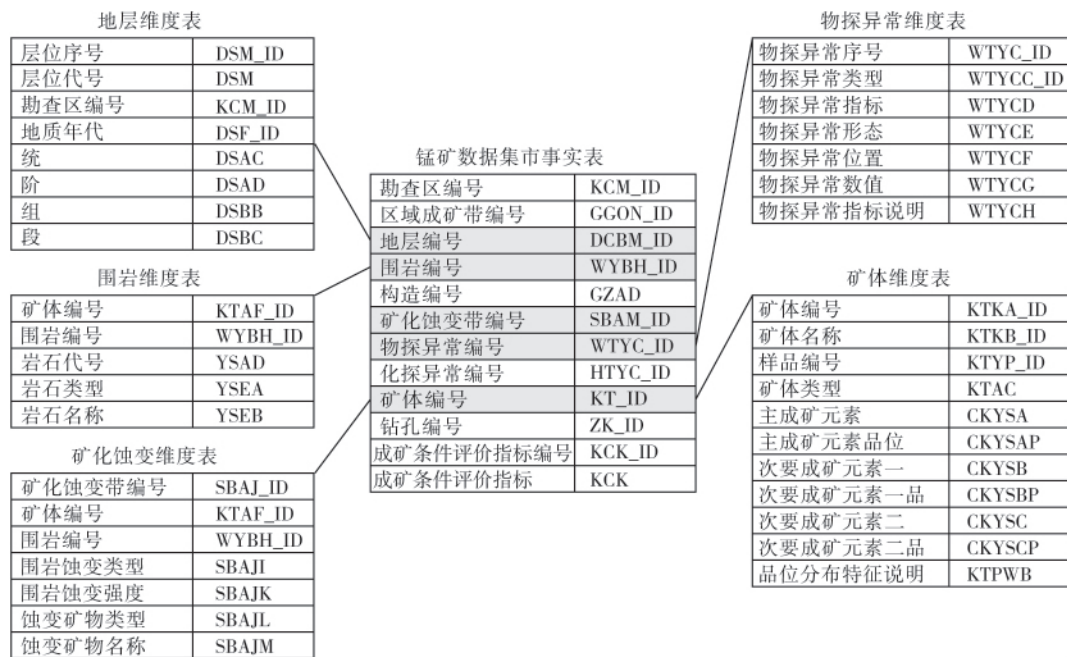 地层维度表
层位序号 DSM_ID
层位代号 DSM
勘查区编号 KCM_ID
地质年代 DSF_ID
统 DSAC
阶 DSAD
组 DSBB
段 DSBC
围岩维度表
矿体编号 KTAF_ID
围岩编号 WYBH_ID
岩石代号 YSAD
岩石类型 YSEA
岩石名称 YSEB
矿化蚀变维度表
矿化蚀变带编号 SBAJ_ID
矿体编号 KTAF_ID
围岩编号 WYBH_ID
围岩蚀变类型 SBAJI
围岩蚀变强度 SBAJK
蚀变矿物类型 SBAJL
蚀变矿物名称 SBAJM
锰矿数据集市事实表
勘查区编号 KCM_ID
区域成矿带编号 GGON_ID
地层编号 DCBM_ID
围岩编号 WYBH_ID
构造编号 GZAD
矿化蚀变带编号 SBAM_ID
物探异常编号 WTYC_ID
化探异常编号 HTYC_ID
矿体编号 KT_ID
钻孔编号 ZK_ID
成矿条件评价指标编号 KCK_ID
成矿条件评价指标 KCK
物探异常维度表
物探异常序号 WTYC_ID
物探异常类型 WTYCC_ID
物探异常指标 WTYCD
物探异常形态 WTYCE
物探异常位置 WTYCF
物探异常数值 WTYCG
物探异常指标说明 WTYCH
矿体维度表
矿体编号 KTKA_ID
矿体名称 KTKB_ID
样品编号 KTYP_ID
矿体类型 KTAC
主成矿元素 CKYSA
主成矿元素品位 CKYSAP
次要成矿元素一 CKYSB
次要成矿元素一品 CKYSBP
次要成矿元素二 CKYSC
次要成矿元素二品 CKYSCP
品位分布特征说明 KTPWB